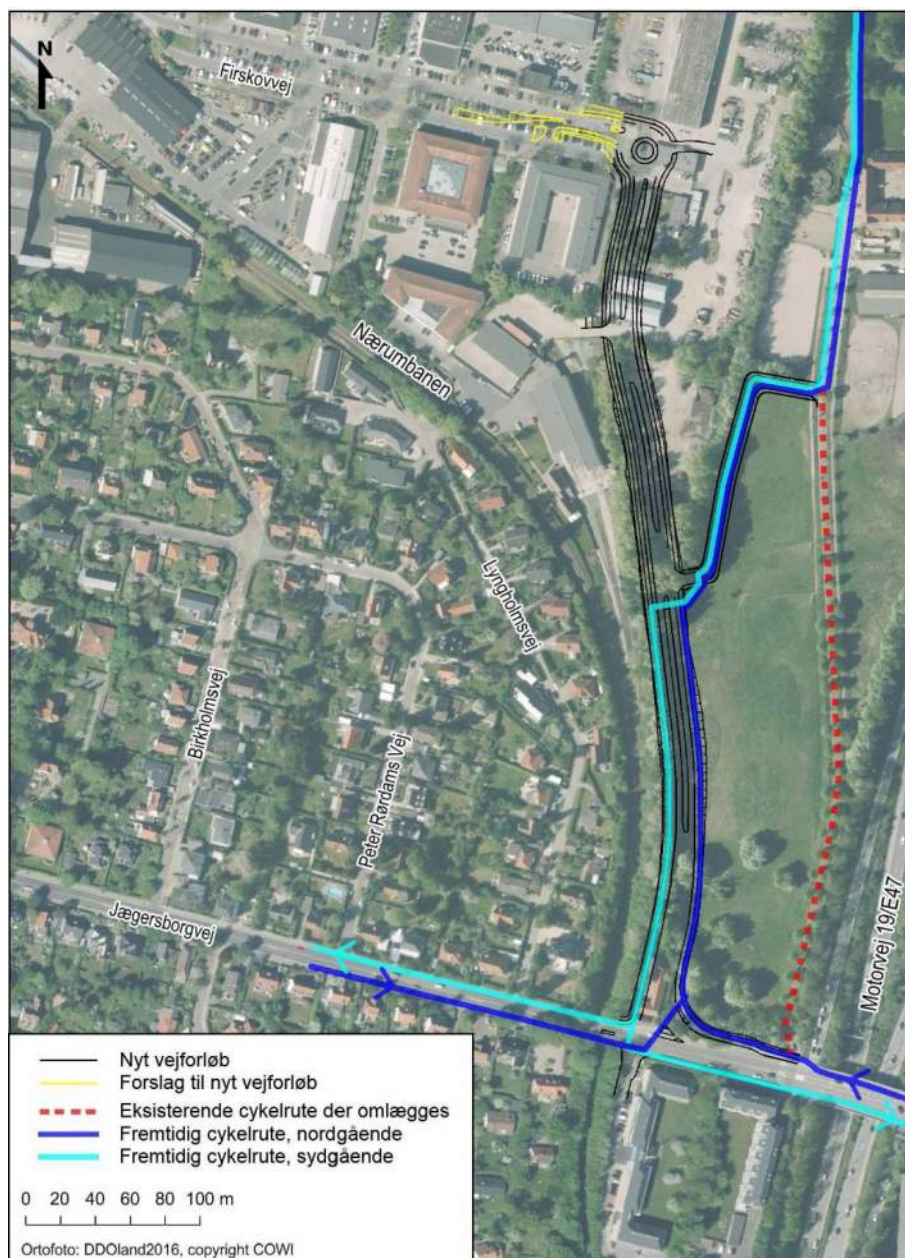 N
Firskovvej
Nærumbanen
Lyngholmsvej
Birkholmsvej
Peter Rørdams Vej
Jægersborgvej
Motorvej 19/E47
Nyt vejforløb
Forslag til nyt vejforløb
Eksisterende cykelrute der omlægges
Fremtidig cykelrute, nordgående
Fremtidig cykelrute, sydgående
0 20 40 60 80 100 m
Ortofoto: DDOland2016, copyright COWI